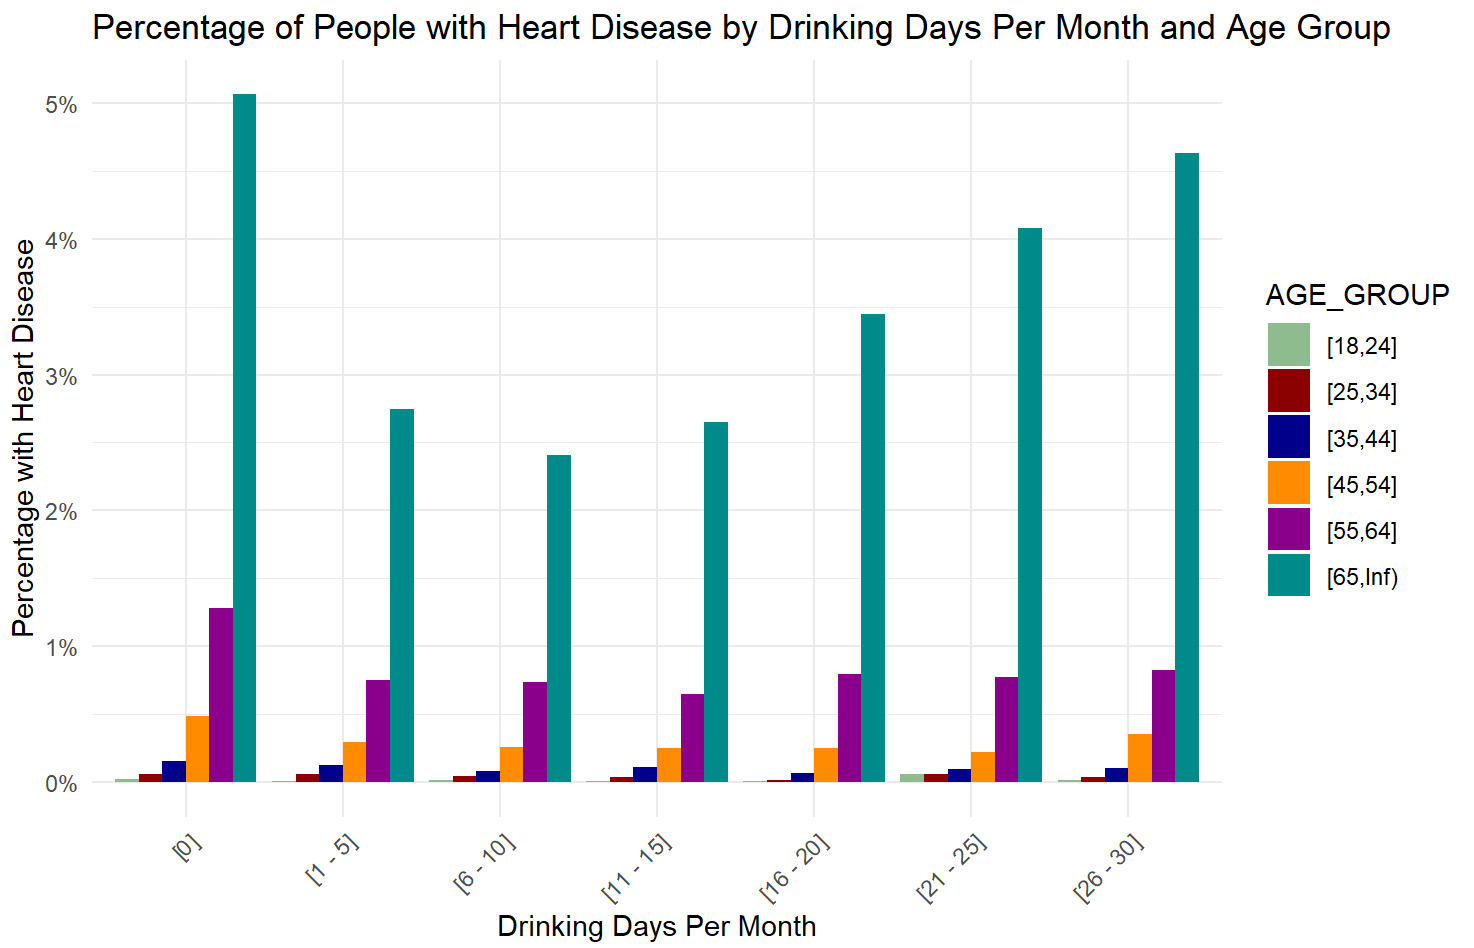 Percentage of People with Heart Disease by Drinking Days Per Month and Age Group
Percentage with Heart Disease
5%
4%
3%
2%
1%
0%
[0]
[1 - 5]
[6 - 10]
[11 - 15]
[16 - 20]
[21 - 25]
[26 - 30]
Drinking Days Per Month
AGE_GROUP
[18,24]
[25,34]
[35,44]
[45,54]
[55,64]
[65,Inf)